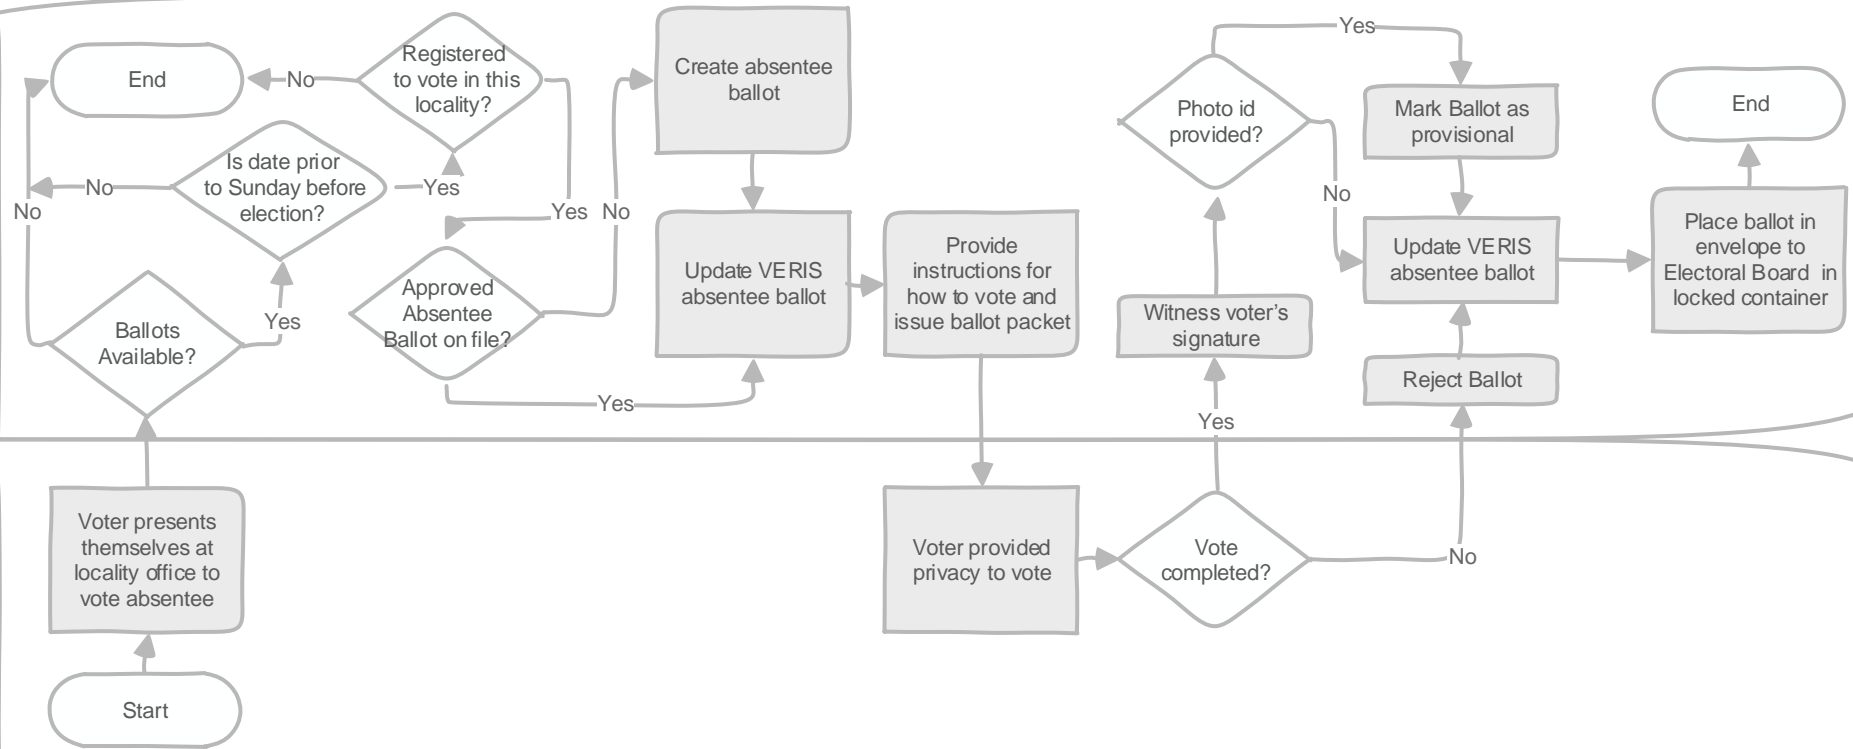 End
No
Registered
to vote in this
locality?
Is date prior
to Sunday before
election?
No
Yes
No
Yes
No
Ballots
Available?
Yes
Approved
Absentee
Ballot on file?
Yes
Create absentee
ballot
Update VERIS
absentee ballot
Provide
instructions for
how to vote and
issue ballot packet
Voter presents
themselves at
locality office to
vote absentee
Start
Voter provided
privacy to vote
Vote
completed?
Yes
No
Witness voter's
signature
Photo id
provided?
Yes
No
Mark Ballot as
provisional
Update VERIS
absentee ballot
Reject Ballot
End
Place ballot in
envelope to
Electoral Board in
locked container